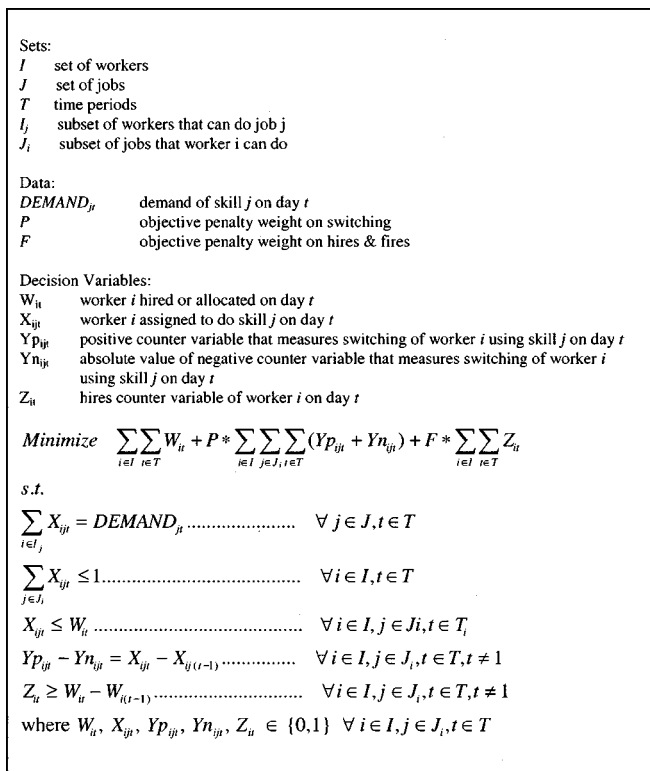 Sets:
I set of workers
J set of jobs
T time periods
I_j subset of workers that can do job j
J_i subset of jobs that worker i can do
Data:
DEMAND_jt demand of skill j on day t
P objective penalty weight on switching
F objective penalty weight on hires & fires
Decision Variables:
W_it worker i hired or allocated on day t
X_ijt worker i assigned to do skill j on day t
Yp_ijt positive counter variable that measures switching of worker i using skill j on day t
Yn_ijt absolute value of negative counter variable that measures switching of worker i
using skill j on day t
Z_it hires counter variable of worker i on day t
Minimize ∑_{i∈I} ∑_{t∈T} W_it + P * ∑_{i∈I} ∑_{j∈J_i} ∑_{t∈T} (Yp_ijt + Yn_ijt) + F * ∑_{i∈I} ∑_{t∈T} Z_it
s.t.
∑_{i∈I_j} X_ijt = DEMAND_jt ...................... ∀ j ∈ J, t ∈ T
∑_{j∈J_i} X_ijt ≤ 1........................................ ∀ i ∈ I, t ∈ T
X_ijt ≤ W_it .......................................... ∀ i ∈ I, j ∈ Ji, t ∈ T_i
Yp_ijt − Yn_ijt = X_ijt − X_ij(t−1) ............... ∀ i ∈ I, j ∈ J_i, t ∈ T, t ≠ 1
Z_it ≥ W_it − W_i(t−1) .............................. ∀ i ∈ I, j ∈ J_i, t ∈ T, t ≠ 1
where W_it, X_ijt, Yp_ijt, Yn_ijt, Z_it ∈ {0,1} ∀ i ∈ I, j ∈ J_i, t ∈ T